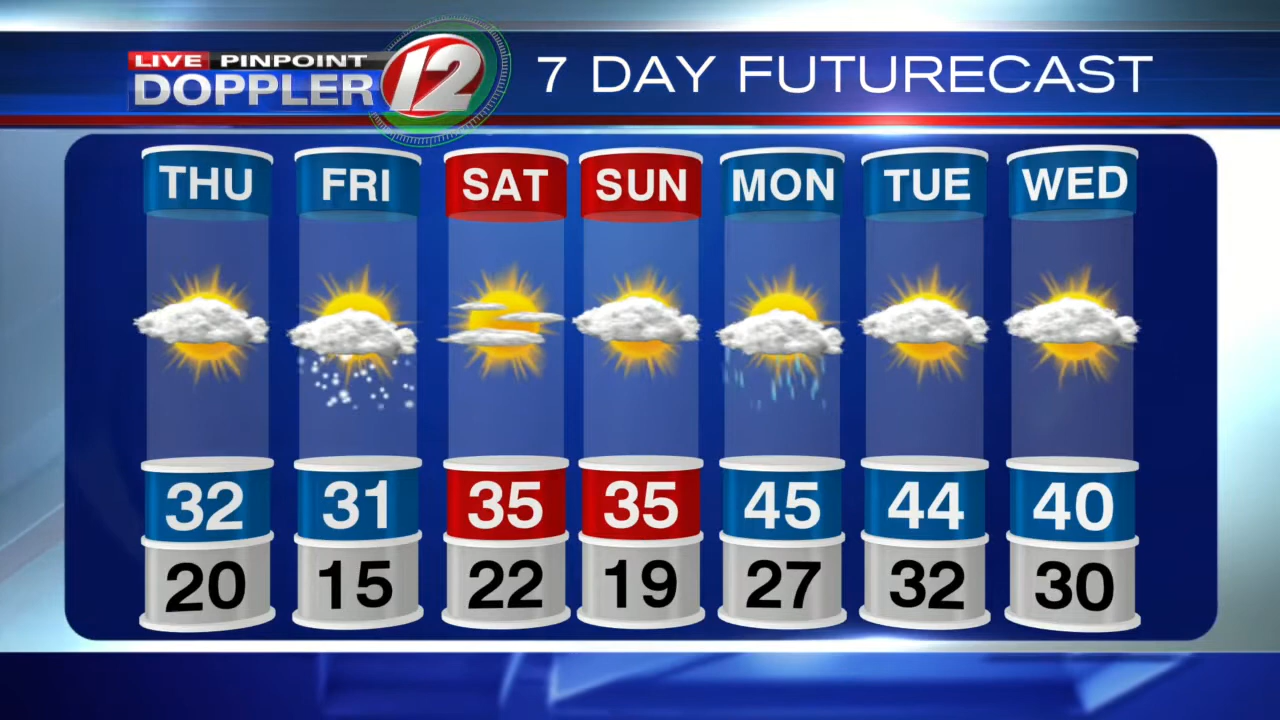 LIVE PINPOINT
DOPPLER 12
7 DAY FUTURECAST
THU FRI SAT SUN MON TUE WED
32 31 35 35 45 44 40
20 15 22 19 27 32 30